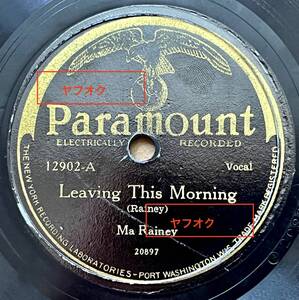 ヤフオク
Paramount
ELECTRICALLY RECORDED
12902-A Vocal
Leaving This Morning
(Rainey)
ヤフオク
Ma Rainey
20897
THE NEW YORK RECORDING LABORATORIES - PORT WASHINGTON, WIS. TRADE MARK REGISTERED